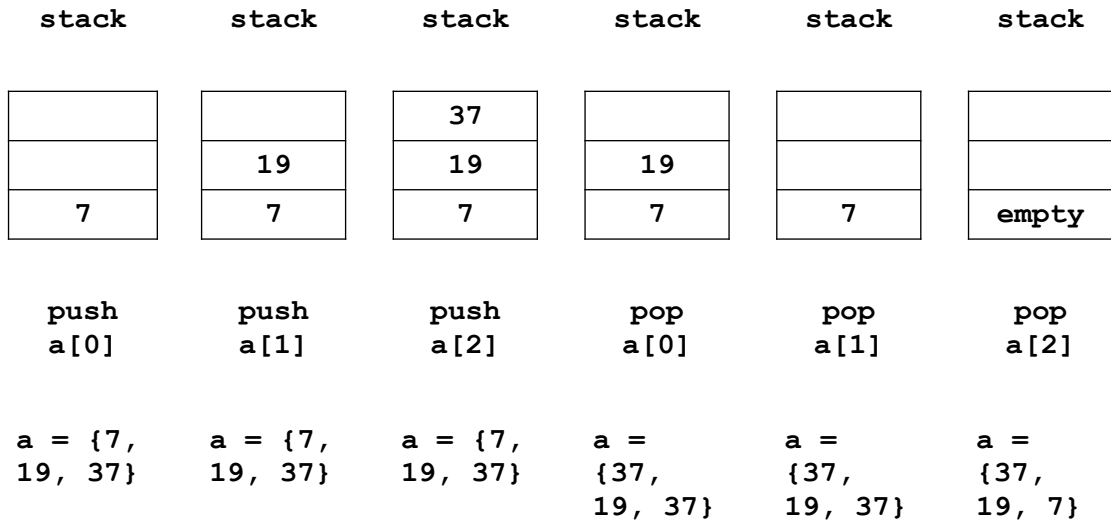 stack stack stack stack stack stack
37
19 19 19
7 7 7 7 7 empty
push push push pop pop pop
a[0] a[1] a[2] a[0] a[1] a[2]
a = {7, a = {7, a = {7, a = a = a =
19, 37} 19, 37} 19, 37} {37, {37, {37,
19, 37} 19, 37} 19, 7}